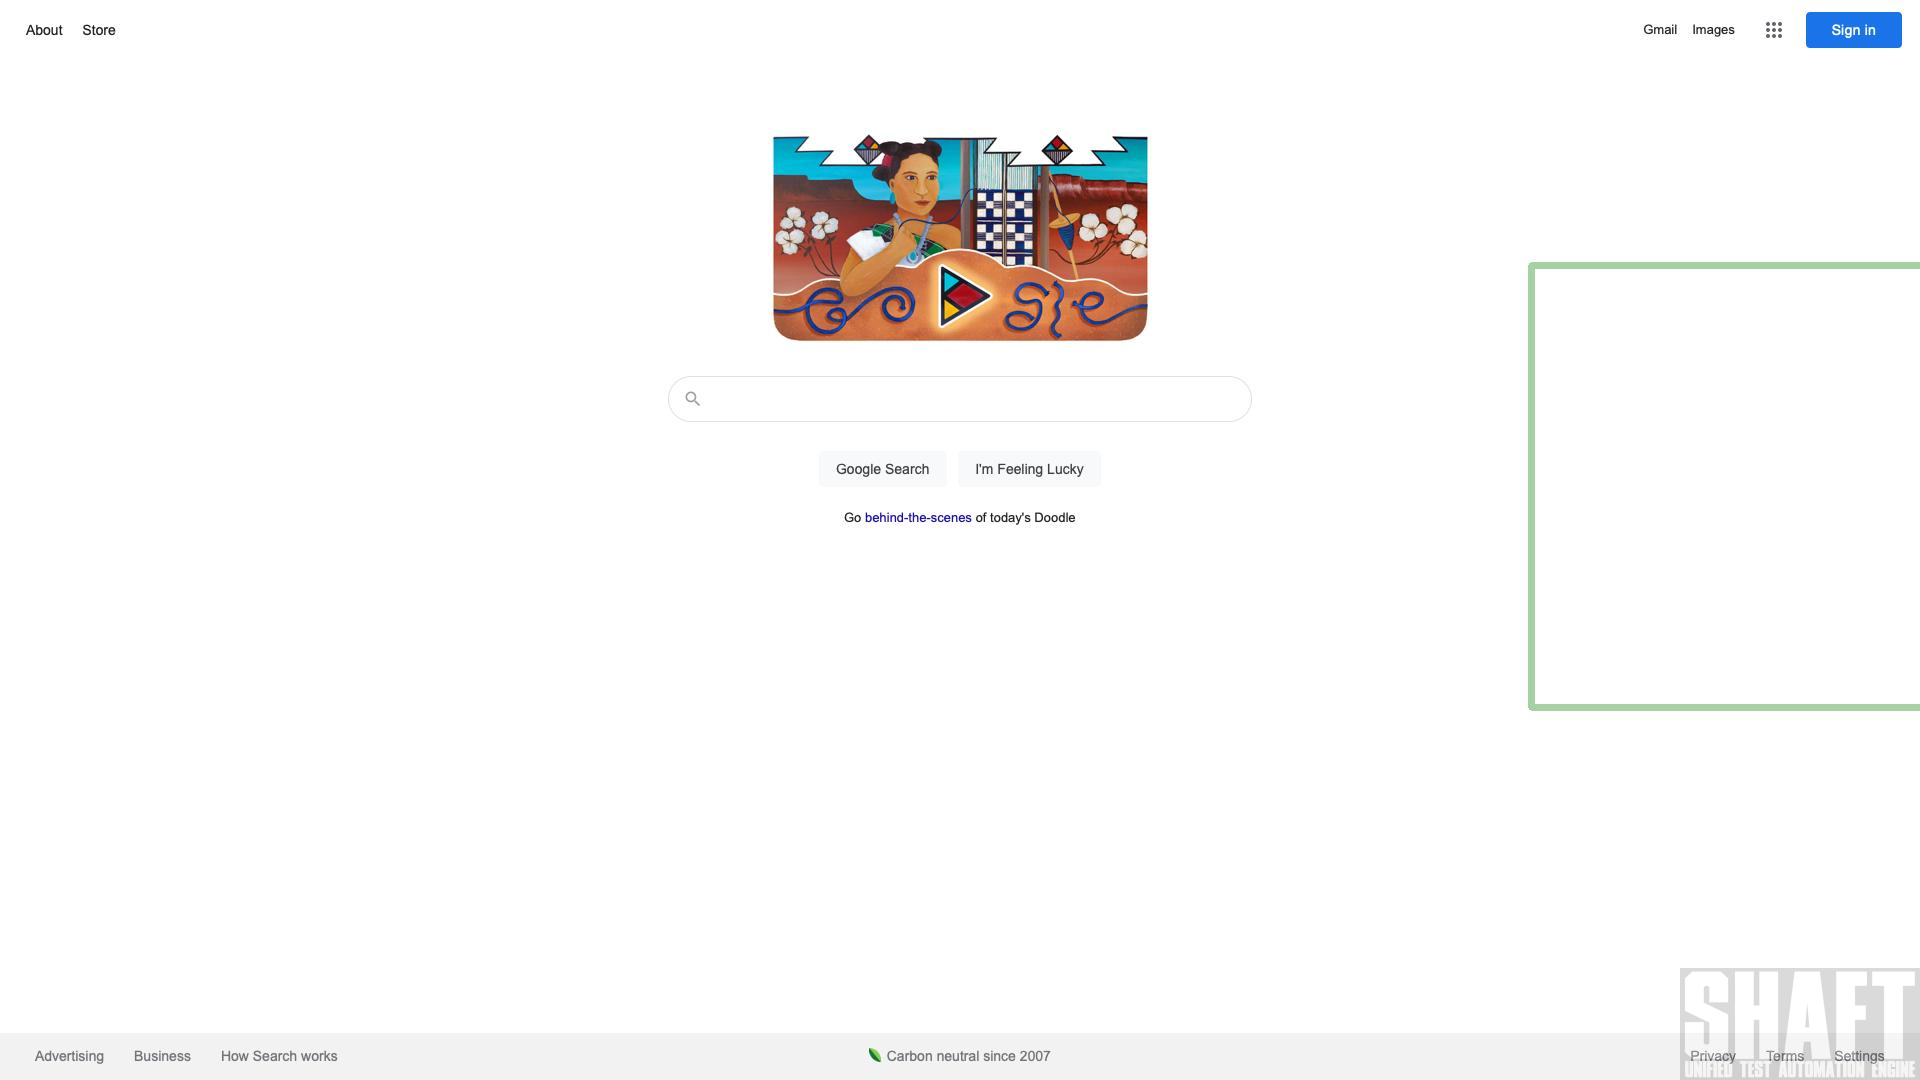 About Store
Gmail Images Sign in
Google Search I'm Feeling Lucky
Go behind-the-scenes of today's Doodle
SHAFT
Advertising Business How Search works Carbon neutral since 2007 Privacy Terms Settings
UNIFIED TEST AUTOMATION ENGINE